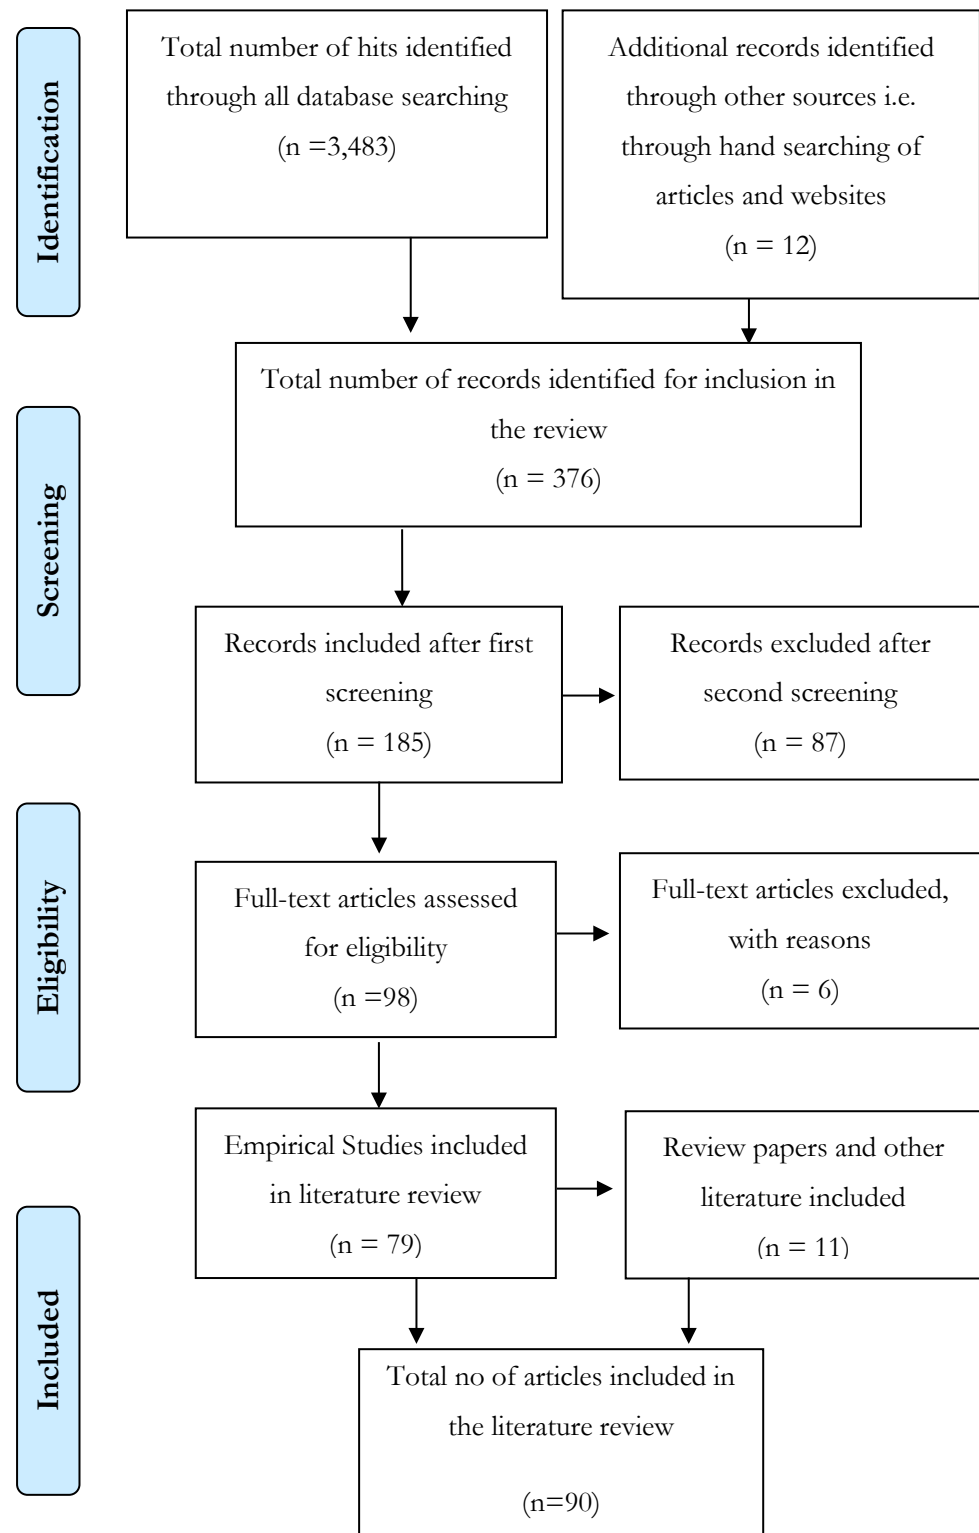 Identification
Total number of hits identified
through all database searching
(n =3,483)
Additional records identified
through other sources i.e.
through hand searching of
articles and websites
(n = 12)
Total number of records identified for inclusion in
the review
(n = 376)
Screening
Records included after first
screening
(n = 185)
Records excluded after
second screening
(n = 87)
Eligibility
Full-text articles assessed
for eligibility
(n =98)
Full-text articles excluded,
with reasons
(n = 6)
Empirical Studies included
in literature review
(n = 79)
Review papers and other
literature included
(n = 11)
Included
Total no of articles included in
the literature review
(n=90)